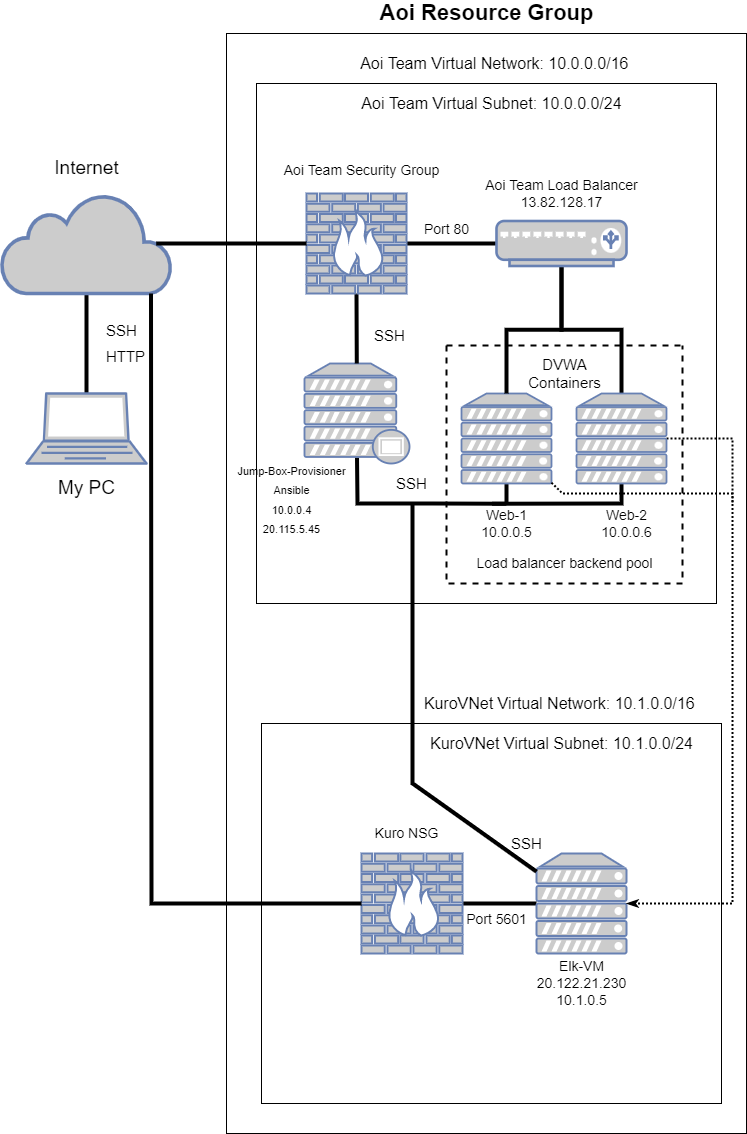 Aoi Resource Group
Aoi Team Virtual Network: 10.0.0.0/16
Aoi Team Virtual Subnet: 10.0.0.0/24
Internet
Aoi Team Security Group
Aoi Team Load Balancer
13.82.128.17
Port 80
SSH
HTTP
SSH
DVWA
Containers
My PC
Jump-Box-Provisioner
Ansible
10.0.0.4
20.115.5.45
SSH
Web-1
10.0.0.5
Web-2
10.0.0.6
Load balancer backend pool
KuroVNet Virtual Network: 10.1.0.0/16
KuroVNet Virtual Subnet: 10.1.0.0/24
Kuro NSG
SSH
Port 5601
Elk-VM
20.122.21.230
10.1.0.5